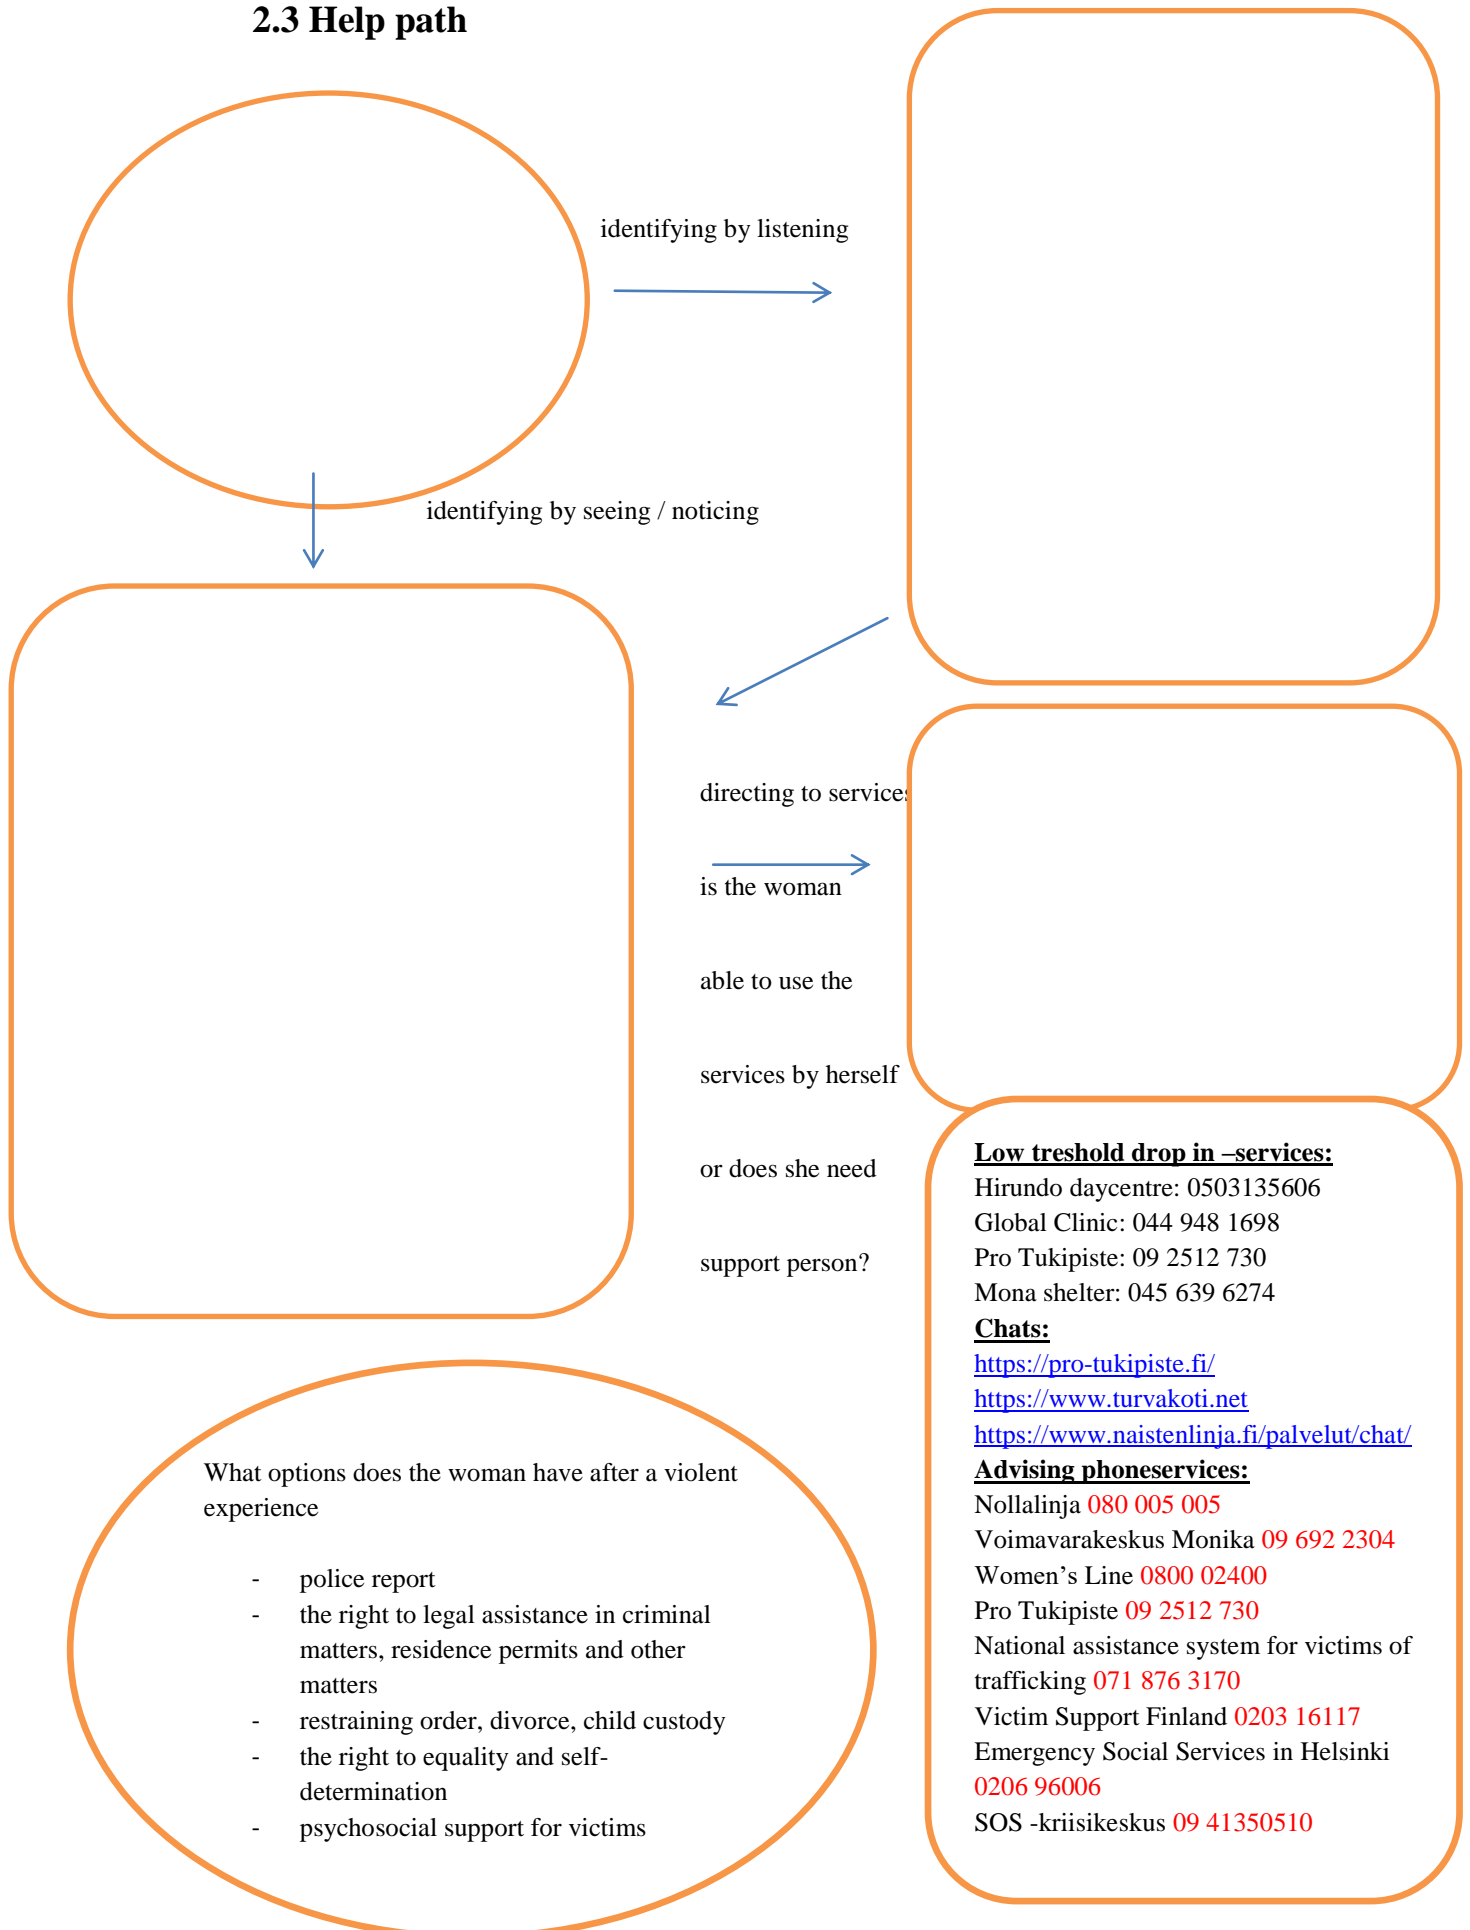 2.3 Help path
identifying by listening
identifying by seeing / noticing
directing to services
is the woman
able to use the
services by herself
or does she need
support person?
Low treshold drop in –services:
Hirundo daycentre: 0503135606
Global Clinic: 044 948 1698
Pro Tukipiste: 09 2512 730
Mona shelter: 045 639 6274
Chats:
https://pro-tukipiste.fi/
https://www.turvakoti.net
https://www.naistenlinja.fi/palvelut/chat/
Advising phoneservices:
Nollalinja 080 005 005
Voimavarakeskus Monika 09 692 2304
Women’s Line 0800 02400
Pro Tukipiste 09 2512 730
National assistance system for victims of
trafficking 071 876 3170
Victim Support Finland 0203 16117
Emergency Social Services in Helsinki
0206 96006
SOS -kriisikeskus 09 41350510
What options does the woman have after a violent
experience
- police report
- the right to legal assistance in criminal
matters, residence permits and other
matters
- restraining order, divorce, child custody
- the right to equality and self-
determination
- psychosocial support for victims